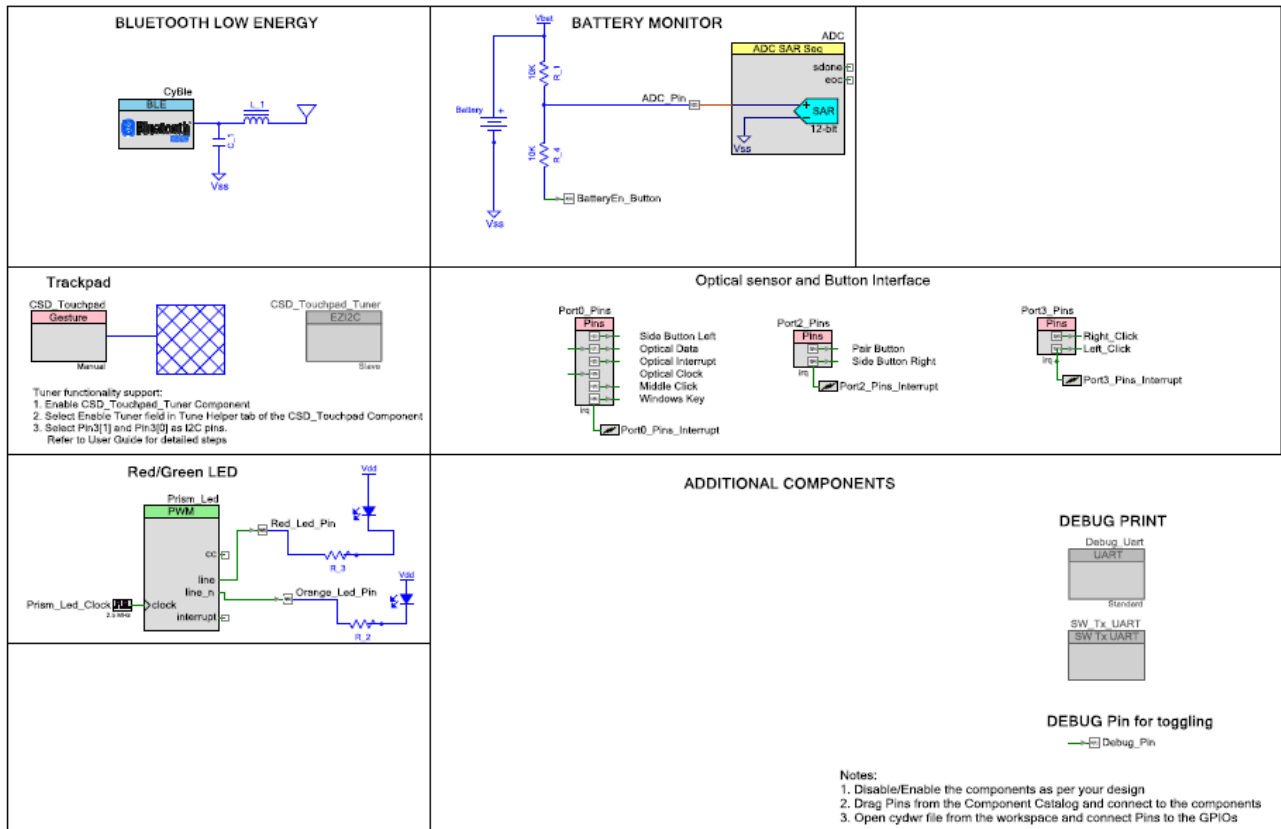 BLUETOOTH LOW ENERGY
CyBle
BLE
Bluetooth
L_1
C_1
Vss
BATTERY MONITOR
Vbat
Battery
+
10K
R_1
10K
R_4
Vss
BatteryEn_Button
ADC_Pin
ADC
ADC SAR Seq
sdone
eoc
SAR
12-bit
Vss
Trackpad
CSD_Touchpad
Gesture
Manual
CSD_Touchpad_Tuner
EZI2C
Slave
Tuner functionality support:
1. Enable CSD_Touchpad_Tuner Component
2. Select Enable Tuner field in Tune Helper tab of the CSD_Touchpad Component
3. Select Pin3[1] and Pin3[0] as I2C pins.
Refer to User Guide for detailed steps
Optical sensor and Button Interface
Port0_Pins
Pins
Side Button Left
Optical Data
Optical Interrupt
Optical Clock
Middle Click
Windows Key
irq
Port0_Pins_Interrupt
Port2_Pins
Pins
Pair Button
Side Button Right
irq
Port2_Pins_Interrupt
Port3_Pins
Pins
Right_Click
Left_Click
irq
Port3_Pins_Interrupt
Red/Green LED
Prism_Led
PWM
cc
line
line_n
clock
interrupt
Prism_Led_Clock
2.5 MHz
Red_Led_Pin
R_3
Vdd
Orange_Led_Pin
R_2
Vdd
ADDITIONAL COMPONENTS
DEBUG PRINT
Debug_Uart
UART
Standard
SW_Tx_UART
SW Tx UART
DEBUG Pin for toggling
Debug_Pin
Notes:
1. Disable/Enable the components as per your design
2. Drag Pins from the Component Catalog and connect to the components
3. Open cydwr file from the workspace and connect Pins to the GPIOs